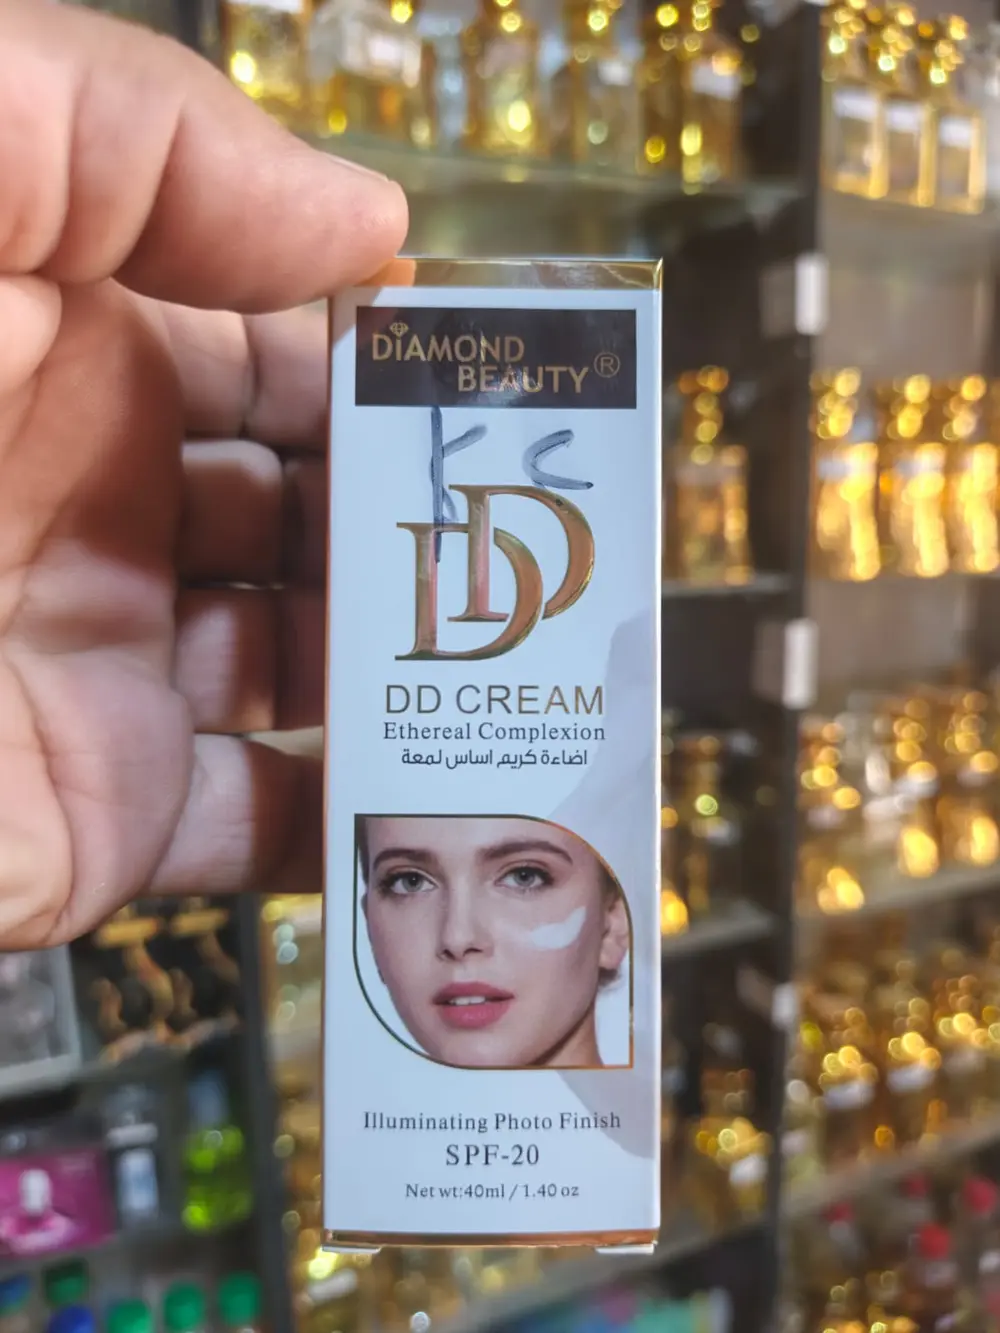 DiAMOND
BEAUTY ®
K C
DD
DD CREAM
Ethereal Complexion
اضاءة كريم اساس لمعة
Illuminating Photo Finish
SPF-20
Net wt:40ml / 1.40 oz